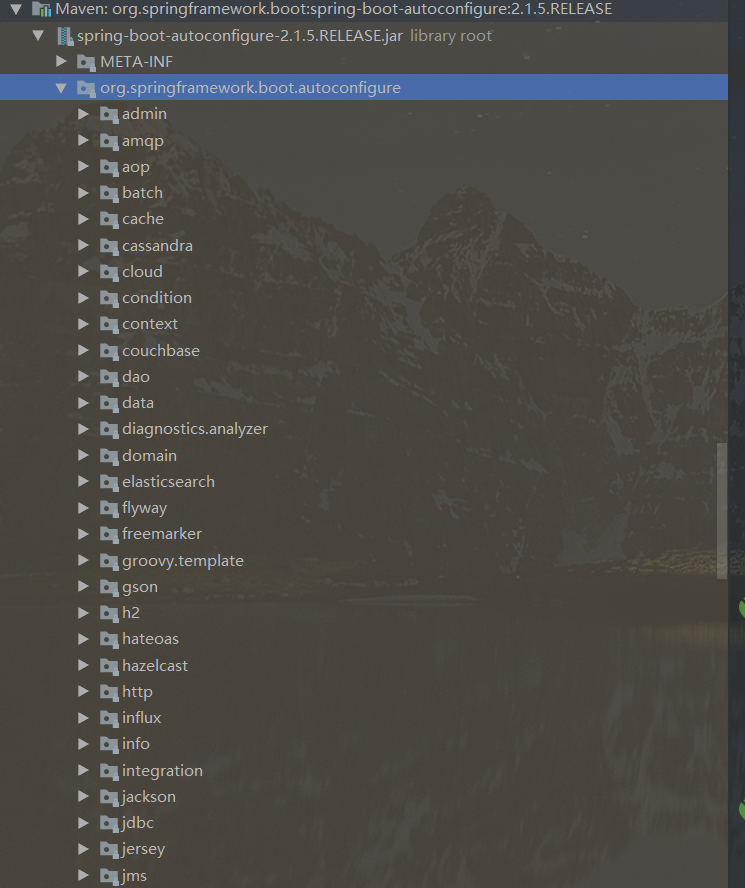 Maven: org.springframework.boot:spring-boot-autoconfigure:2.1.5.RELEASE
spring-boot-autoconfigure-2.1.5.RELEASE.jar library root
META-INF
org.springframework.boot.autoconfigure
admin
amqp
aop
batch
cache
cassandra
cloud
condition
context
couchbase
dao
data
diagnostics.analyzer
domain
elasticsearch
flyway
freemarker
groovy.template
gson
h2
hateoas
hazelcast
http
influx
info
integration
jackson
jdbc
jersey
jms